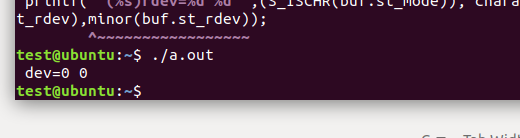 printf(" (%s)rdev=%d %d" ,(S_ISCHR(buf.st_mode)), chara
t_rdev),minor(buf.st_rdev));
^~~~~~~~~~~~~~~~~~
test@ubuntu:~$ ./a.out
dev=0 0
test@ubuntu:~$